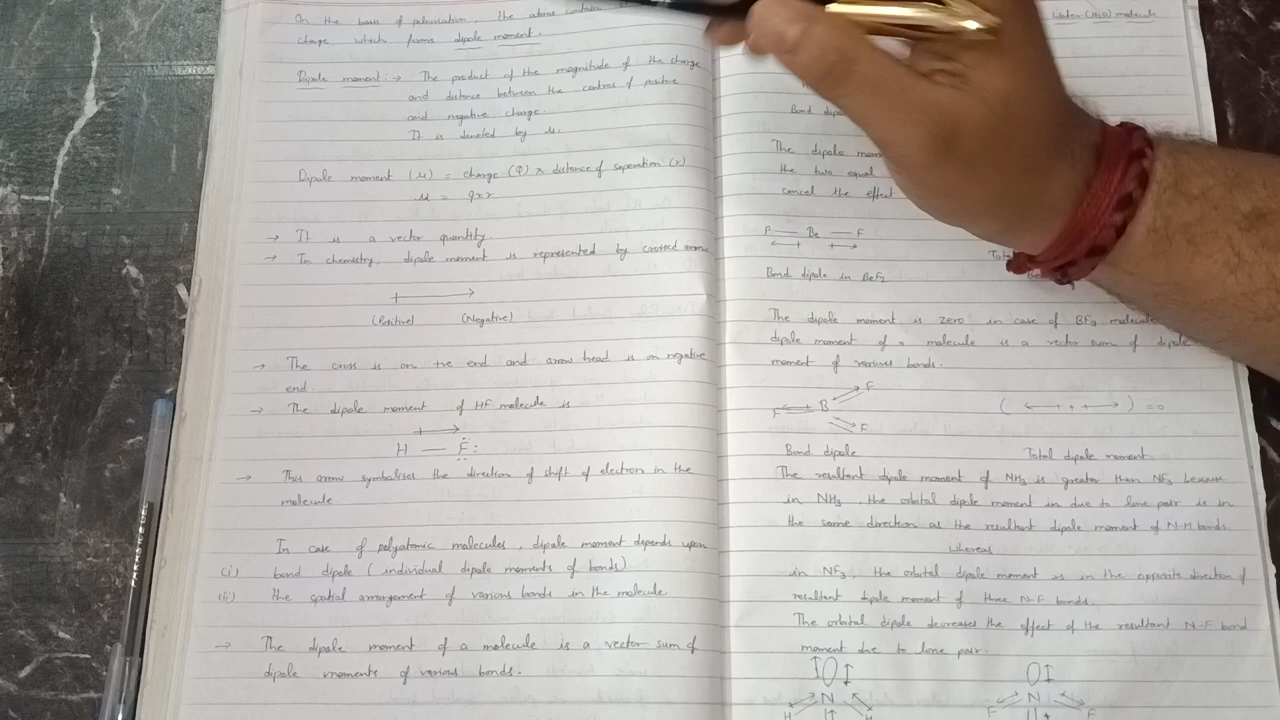 On the basis of polarisation, the atoms contain
charge which forms dipole moment.
Dipole moment :→ The product of the magnitude of the charge
and distance between the centres of positive
and negative charge.
It is denoted by μ.
Dipole moment (μ) = charge (Q) × distance of separation (r)
μ = q×r
→ It is a vector quantity
→ In chemistry, dipole moment is represented by crossed arrow
(Positive) (Negative)
→ The cross is on +ve end and arrow head is on negative
end.
→ The dipole moment of HF molecule is
H — F
→ This arrow symbolises the direction of shift of electron in the
molecule
In case of polyatomic molecules, dipole moment depends upon
(i) bond dipole (individual dipole moments of bonds)
(ii) the spatial arrangement of various bonds in the molecule.
→ The dipole moment of a molecule is a vector sum of
dipole moments of various bonds.
Water (H2O) molecule
Bond
The dipole
the two equal
cancel the effect
F — Be — F
Bond dipole in BeF2
The dipole moment is zero in case of BF3 molecule
dipole moment of a molecule is a vector sum of dipole
moment of various bonds.
F
F B
F
( ) = 0
Bond dipole Total dipole moment
The resultant dipole moment of NH3 is greater than NF3 because
in NH3 the orbital dipole moment in due to lone pair is in
the same direction as the resultant dipole moment of N-H bonds
whereas
in NF3, the orbital dipole moment is in the opposite direction of
resultant dipole moment of three N-F bonds.
The orbital dipole decreases the effect of the resultant N-F bond
moment due to lone pair.
N N
H H F F
PARAS GEL